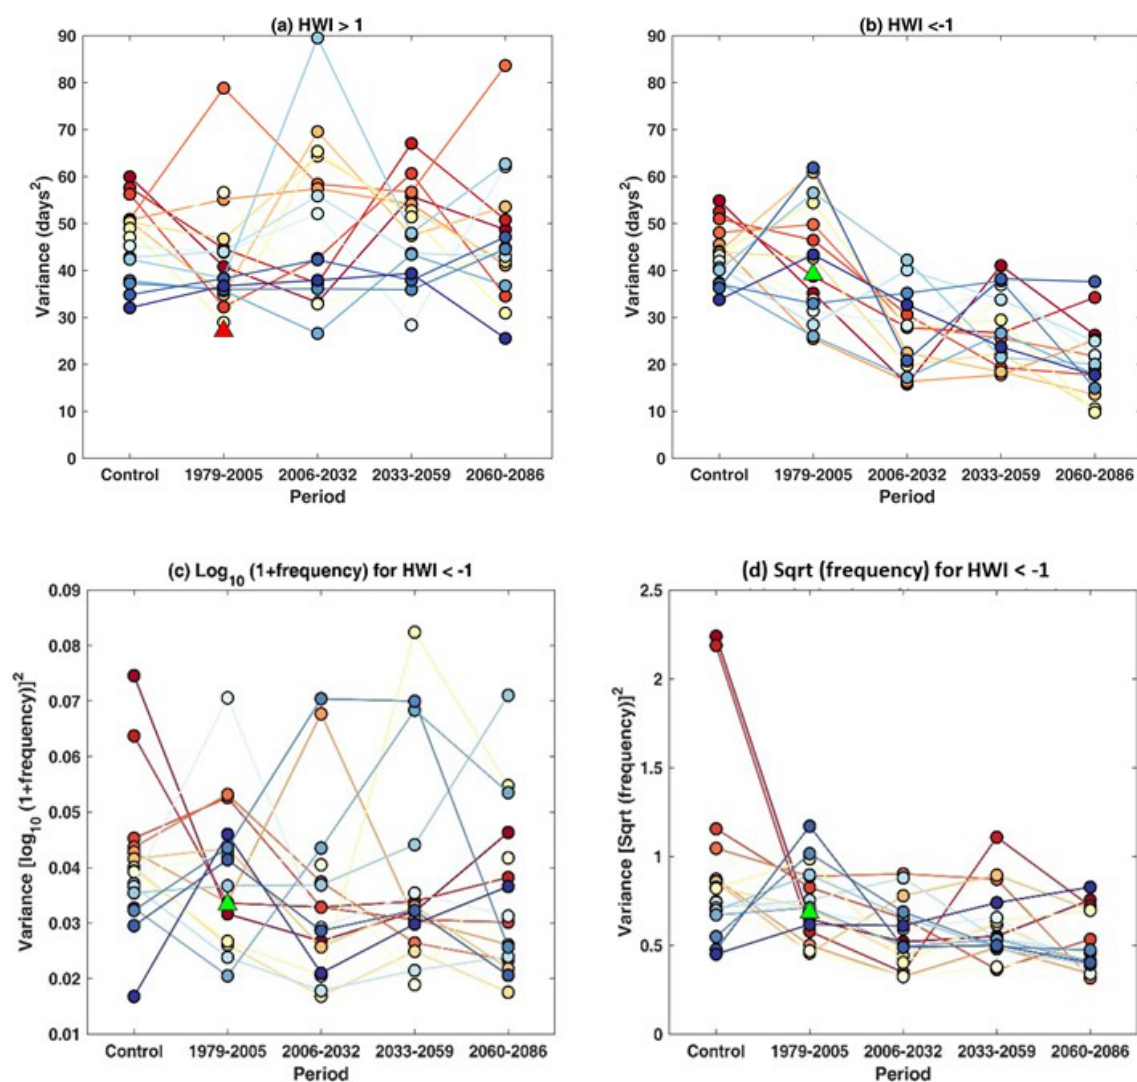 (a) HWI > 1
90
80
70
60
50
40
30
20
10
0
Variance (days²)
Control 1979-2005 2006-2032 2033-2059 2060-2086
Period
(b) HWI <-1
90
80
70
60
50
40
30
20
10
0
Variance (days²)
Control 1979-2005 2006-2032 2033-2059 2060-2086
Period
(c) Log₁₀ (1+frequency) for HWI < -1
0.09
0.08
0.07
0.06
0.05
0.04
0.03
0.02
0.01
Variance [log₁₀ (1+frequency)]²
Control 1979-2005 2006-2032 2033-2059 2060-2086
Period
(d) Sqrt (frequency) for HWI < -1
2.5
2
1.5
1
0.5
0
Variance [Sqrt (frequency)]²
Control 1979-2005 2006-2032 2033-2059 2060-2086
Period